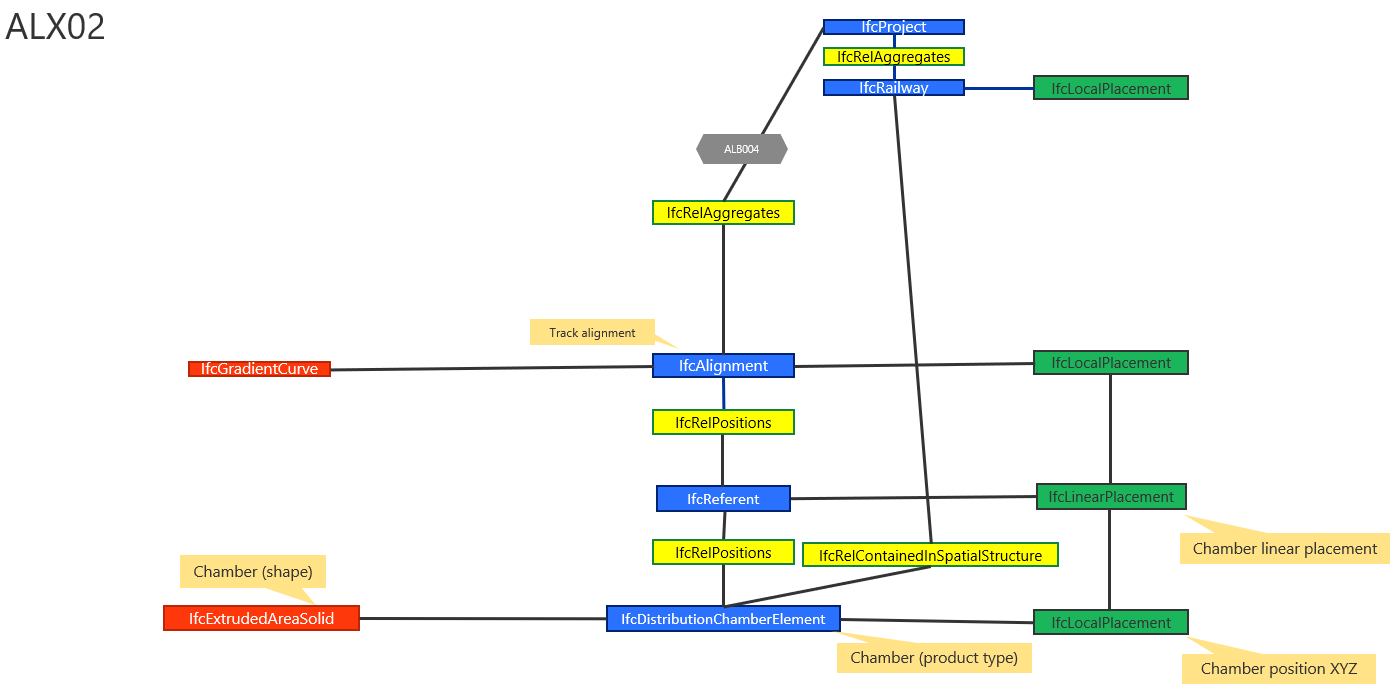 ALX02
IfcProject
IfcRelAggregates
IfcRailway
IfcLocalPlacement
ALB004
IfcRelAggregates
Track alignment
IfcGradientCurve
IfcAlignment
IfcLocalPlacement
IfcRelPositions
IfcReferent
IfcLinearPlacement
Chamber linear placement
IfcRelPositions
IfcRelContainedInSpatialStructure
Chamber (shape)
IfcExtrudedAreaSolid
IfcDistributionChamberElement
IfcLocalPlacement
Chamber (product type)
Chamber position XYZ